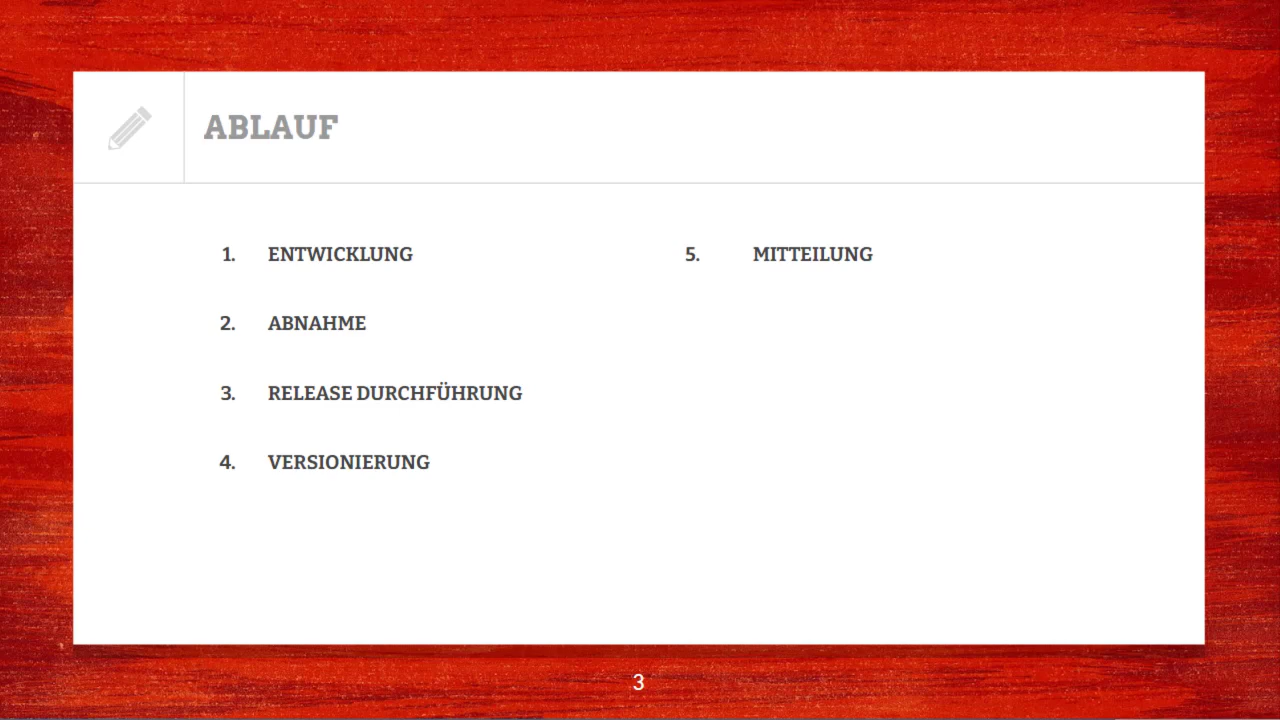 ABLAUF
1. ENTWICKLUNG
2. ABNAHME
3. RELEASE DURCHFÜHRUNG
4. VERSIONIERUNG
5. MITTEILUNG
3